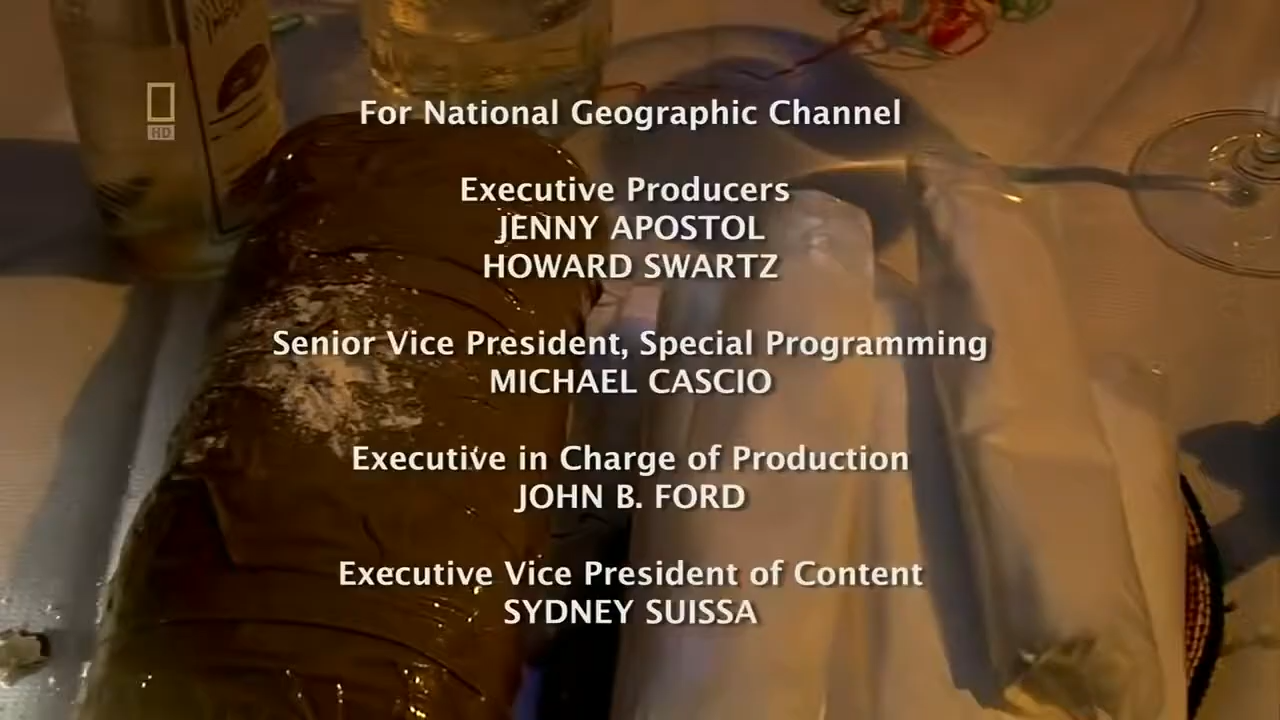 HD
For National Geographic Channel
Executive Producers
JENNY APOSTOL
HOWARD SWARTZ
Senior Vice President, Special Programming
MICHAEL CASCIO
Executive in Charge of Production
JOHN B. FORD
Executive Vice President of Content
SYDNEY SUISSA